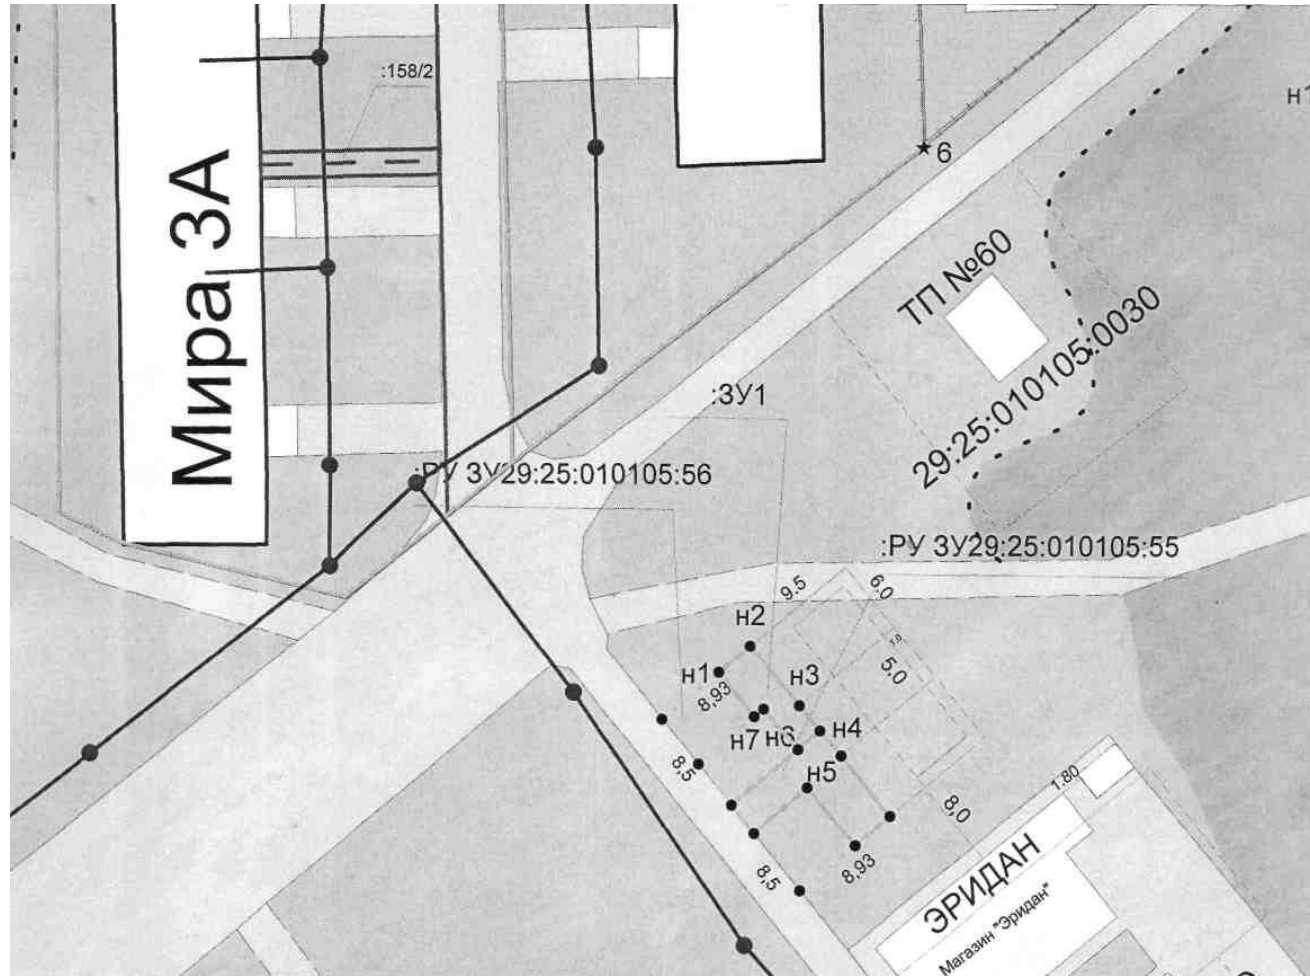 :158/2
н1
6
Мира, 3А
ТП №60
29:25:010105:0030
:ЗУ1
:РУ ЗУ29:25:010105:56
:РУ ЗУ29:25:010105:55
9.5
6.0
н2
1.0
5.0
н1
8,93
н3
н7
н6
н4
8,5
н5
1.80
8,0
8,93
8,5
ЭРИДАН
Магазин "Эридан"